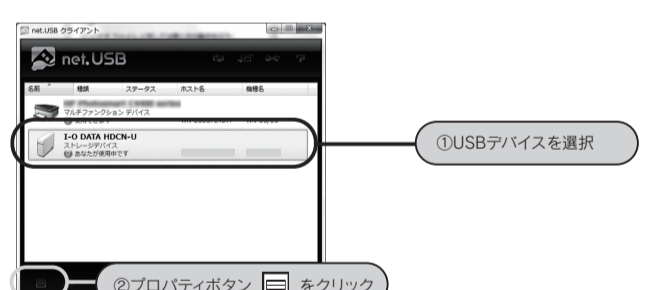 net.USB クライアント
net.USB
名前 種類 ステータス ホスト名 機種名
マルチファンクション デバイス
I-O DATA HDCN-U
ストレージデバイス
あなたが使用中です
①USBデバイスを選択
②プロパティボタン をクリック